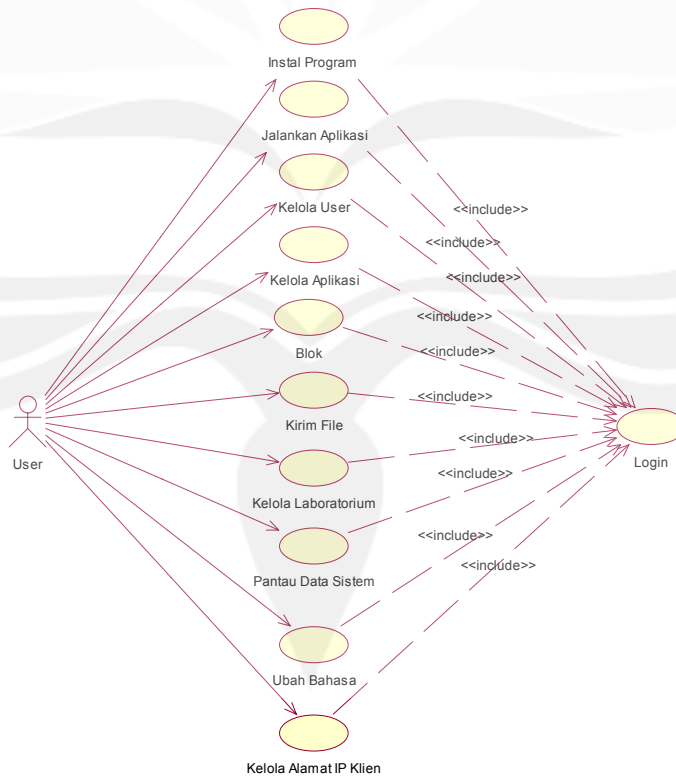 Instal Program
Jalankan Aplikasi
Kelola User
<<include>>
<<include>>
Kelola Aplikasi
<<include>>
<<include>>
Blok
<<include>>
Kirim File
<<include>>
User
Login
<<include>>
Kelola Laboratorium
<<include>>
Pantau Data Sistem
<<include>>
<<include>>
Ubah Bahasa
Kelola Alamat IP Klien